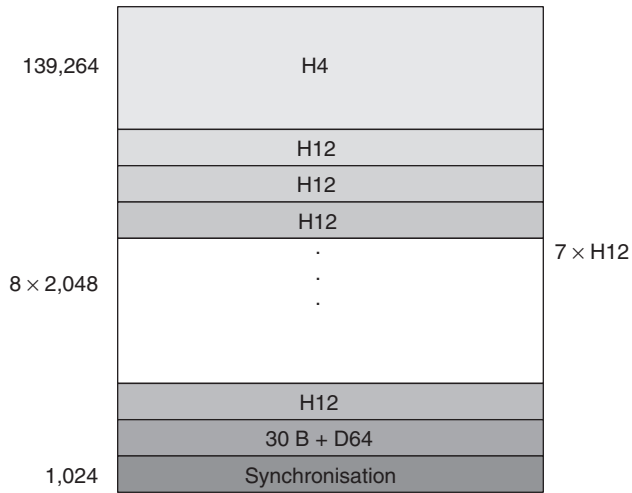 139,264
H4
H12
H12
H12
.
.
.
7 × H12
8 × 2,048
H12
30 B + D64
1,024
Synchronisation